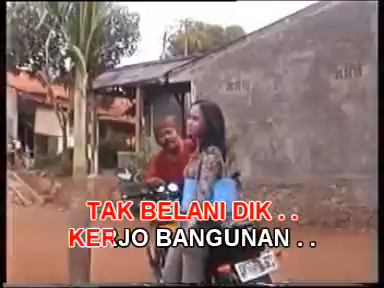 TAK BELANI DIK . .
KERJO BANGUNAN . .